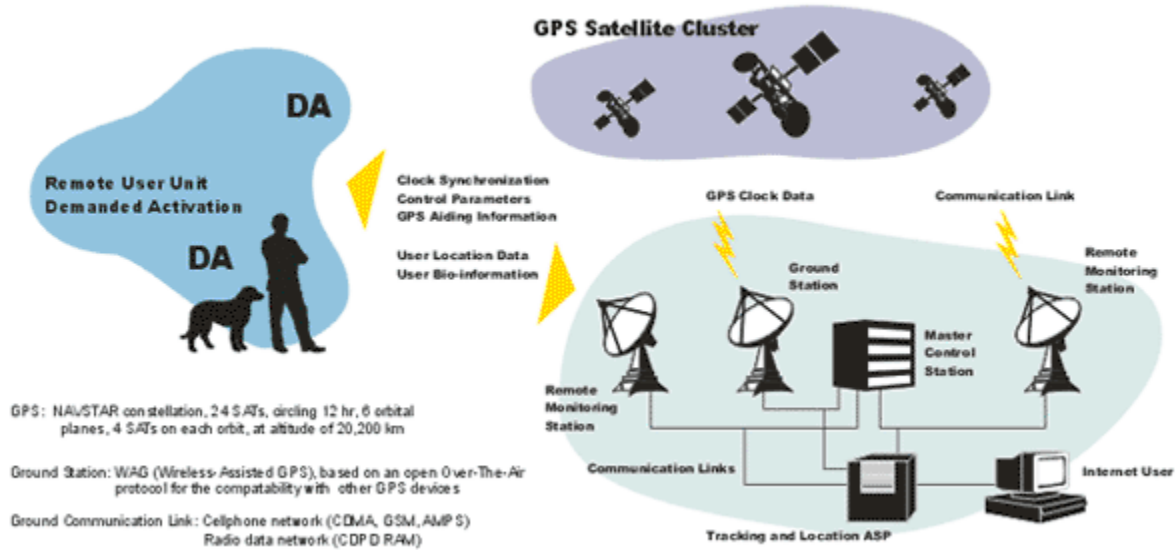 GPS Satellite Cluster
DA
Remote User Unit
Demanded Activation
DA
Clock Synchronization
Control Parameters
GPS Aiding Information
User Location Data
User Bio-information
GPS Clock Data
Communication Link
Ground
Station
Remote
Monitoring
Station
Master
Control
Station
Remote
Monitoring
Station
Communication Links
Internet User
Tracking and Location ASP
GPS: NAVSTAR constellation, 24 SATs, circling 12 hr, 6 orbital
planes, 4 SATs on each orbit, at altitude of 20,200 km
Ground Station: WAG (Wireless-Assisted GPS), based on an open Over-The-Air
protocol for the compatability with other GPS devices
Ground Communication Link: Cellphone network (CDMA, GSM, AMPS)
Radio data network (CDPD RAM)